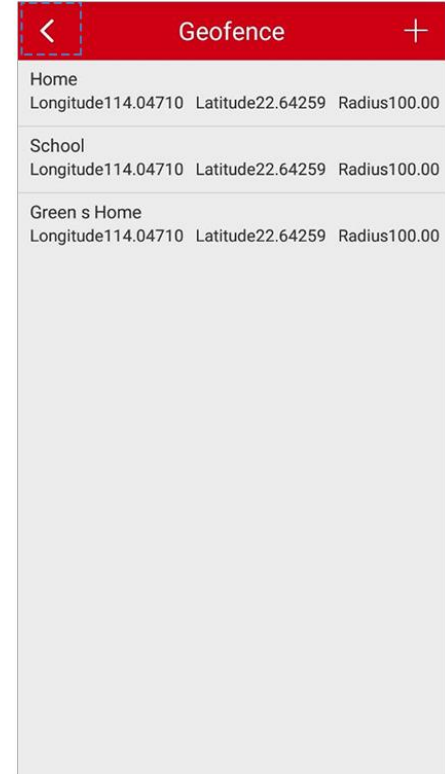 Geofence
Home
Longitude114.04710 Latitude22.64259 Radius100.00
School
Longitude114.04710 Latitude22.64259 Radius100.00
Green s Home
Longitude114.04710 Latitude22.64259 Radius100.00